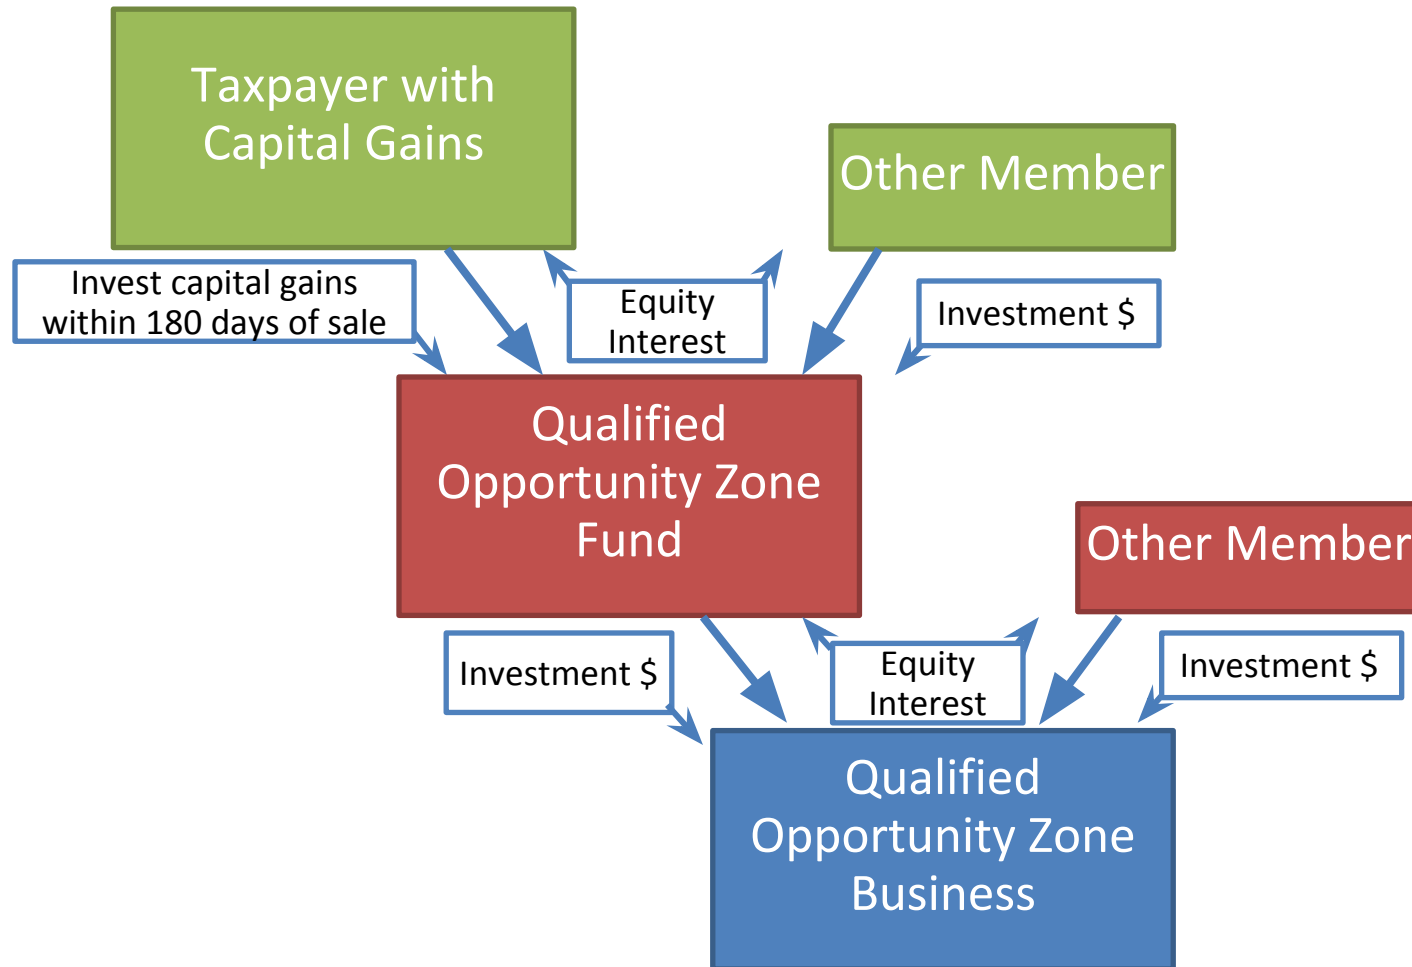 Taxpayer with
Capital Gains
Other Member
Invest capital gains
within 180 days of sale
Equity
Interest
Investment $
Qualified
Opportunity Zone
Fund
Other Member
Investment $
Equity
Interest
Investment $
Qualified
Opportunity Zone
Business